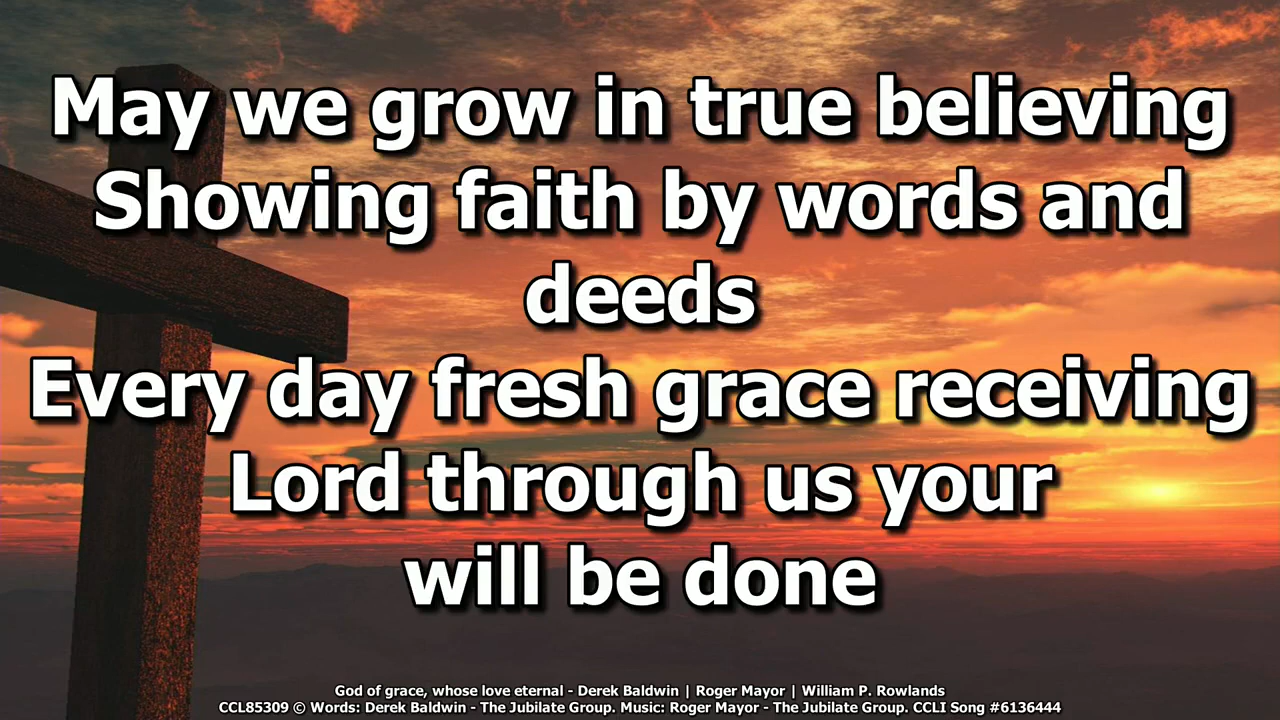 May we grow in true believing
Showing faith by words and
deeds
Every day fresh grace receiving
Lord through us your
will be done
God of grace, whose love eternal - Derek Baldwin | Roger Mayor | William P. Rowlands
CCL85309 © Words: Derek Baldwin - The Jubilate Group. Music: Roger Mayor - The Jubilate Group. CCLI Song #6136444